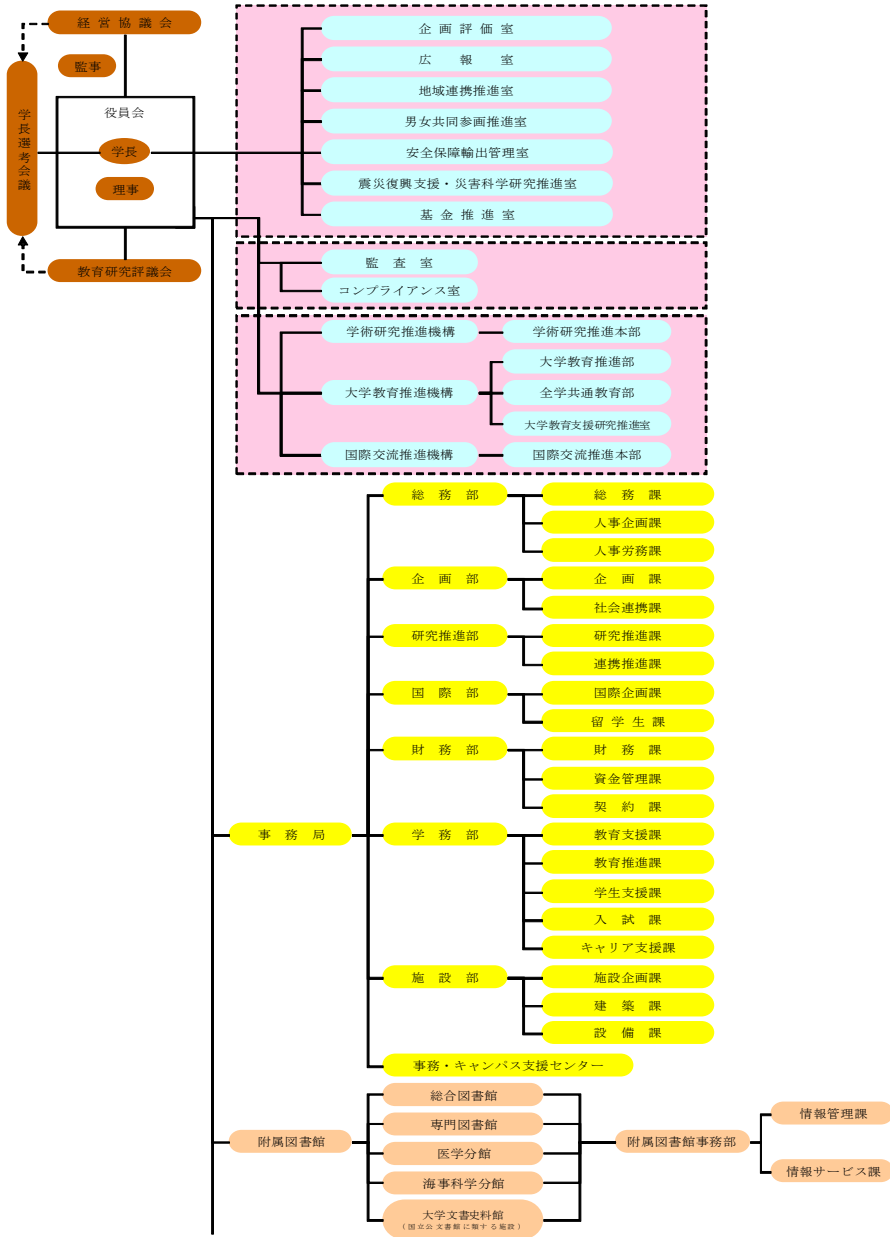 経営協議会
監事
学長選考会議
役員会
学長
理事
教育研究評議会
企画評価室
広報室
地域連携推進室
男女共同参画推進室
安全保障輸出管理室
震災復興支援・災害科学研究推進室
基金推進室
監査室
コンプライアンス室
学術研究推進機構
学術研究推進本部
大学教育推進機構
大学教育推進部
全学共通教育部
大学教育支援研究推進室
国際交流推進機構
国際交流推進本部
事務局
総務部
総務課
人事企画課
人事労務課
企画部
企画課
社会連携課
研究推進部
研究推進課
連携推進課
国際部
国際企画課
留学生課
財務部
財務課
資金管理課
契約課
学務部
教育支援課
教育推進課
学生支援課
入試課
キャリア支援課
施設部
施設企画課
建築課
設備課
事務・キャンパス支援センター
附属図書館
総合図書館
専門図書館
医学分館
海事科学分館
大学文書史料館
(国立公文書館に類する施設)
附属図書館事務部
情報管理課
情報サービス課